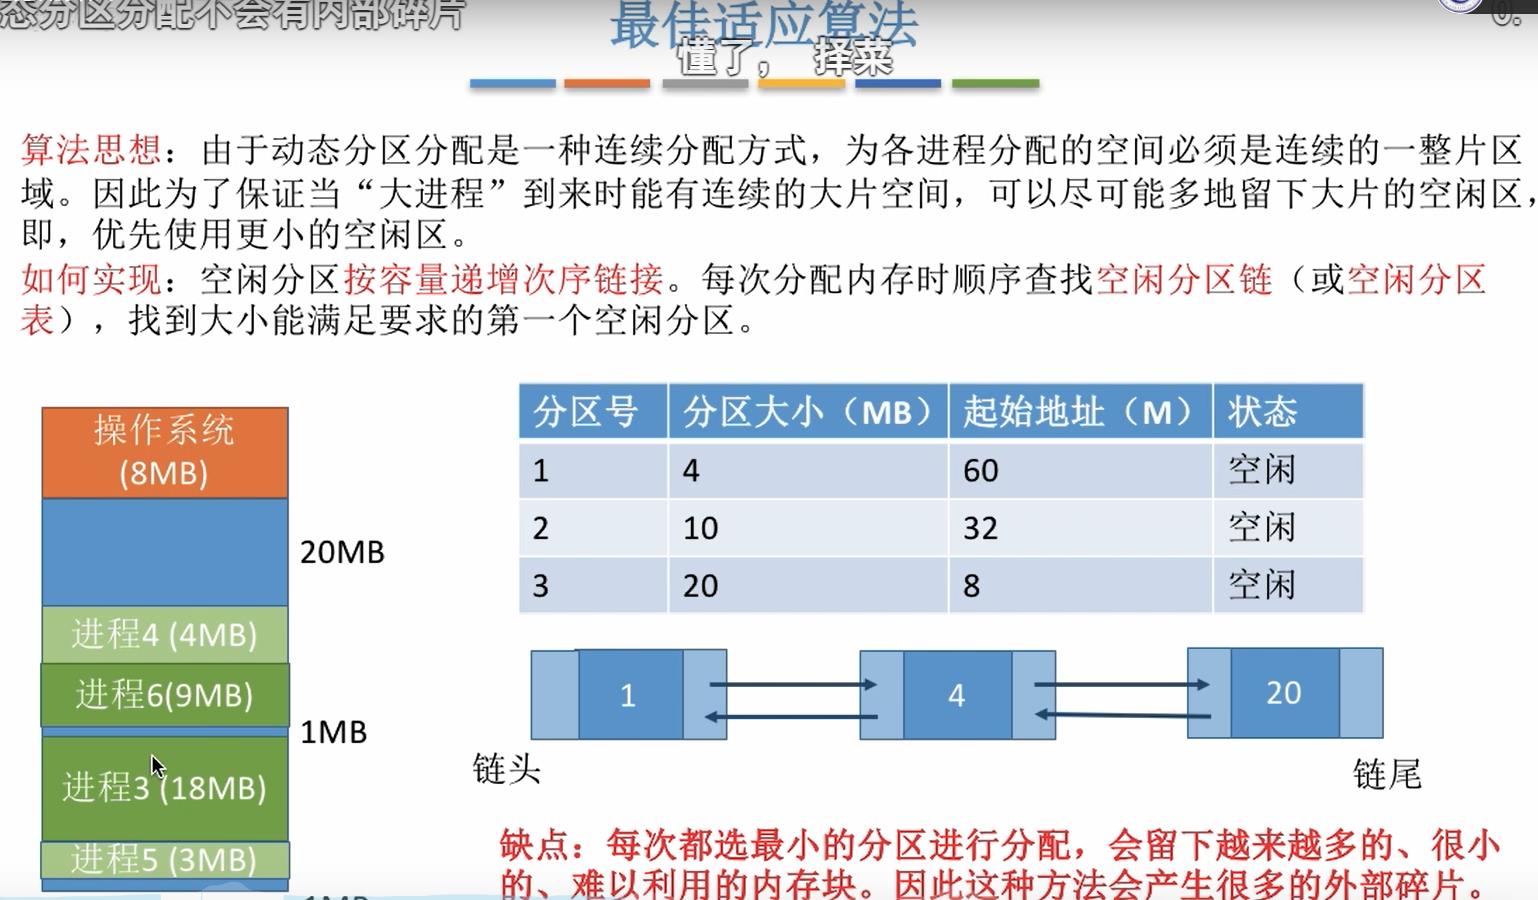 态分区分配不会有内部碎片
最佳适应算法
懂了， 择菜
算法思想：由于动态分区分配是一种连续分配方式，为各进程分配的空间必须是连续的一整片区
域。因此为了保证当“大进程”到来时能有连续的大片空间，可以尽可能多地留下大片的空闲区，
即，优先使用更小的空闲区。
如何实现：空闲分区按容量递增次序链接。每次分配内存时顺序查找空闲分区链（或空闲分区
表），找到大小能满足要求的第一个空闲分区。
操作系统
(8MB)
20MB
进程4 (4MB)
进程6(9MB)
1MB
进程3 (18MB)
进程5 (3MB)
分区号 分区大小（MB） 起始地址（M） 状态
1 4 60 空闲
2 10 32 空闲
3 20 8 空闲
1 4 20
链头 链尾
缺点：每次都选最小的分区进行分配，会留下越来越多的、很小
的、难以利用的内存块。因此这种方法会产生很多的外部碎片。